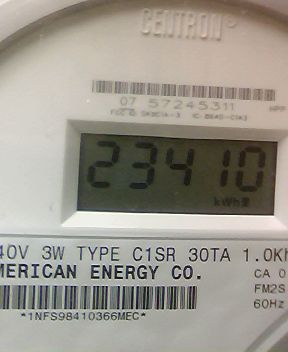 CENTRON
07 57245311
23410
kWh
40V 3W TYPE C1SR 30TA 1.0Kh
MERICAN ENERGY CO.
CA 0
FM2S
60Hz
*1NFS98410366MEC*